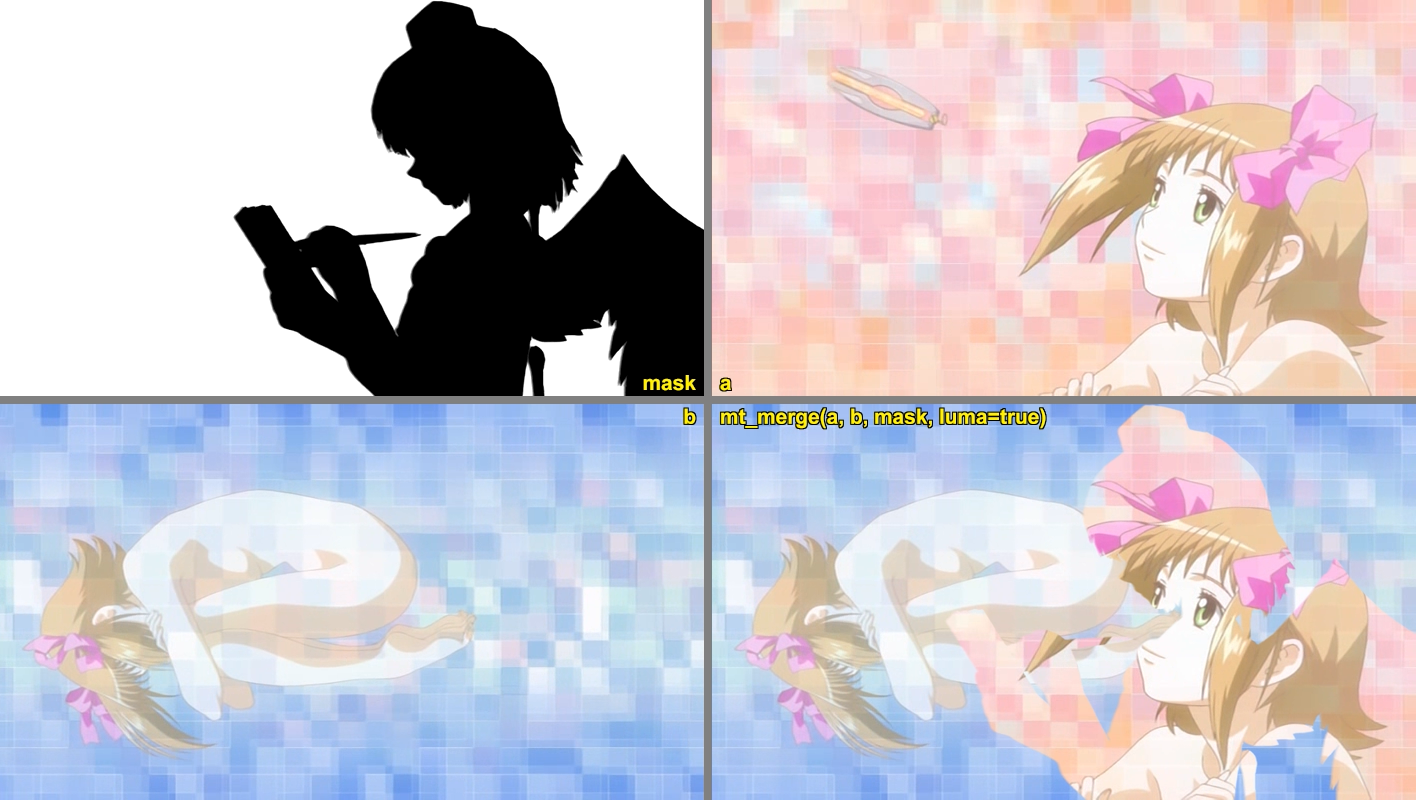 mask
a
b
mt_merge(a, b, mask, luma=true)